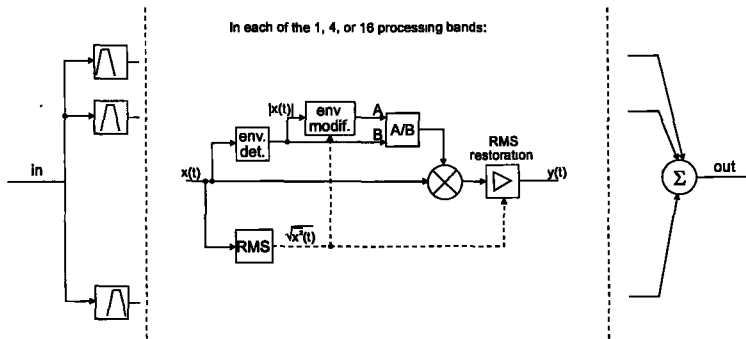 In each of the 1, 4, or 16 processing bands:
|x(t)|
env
modif.
A
B
A/B
env.
det.
RMS
restoration
in
x(t)
y(t)
Σ
out
RMS
√x²(t)